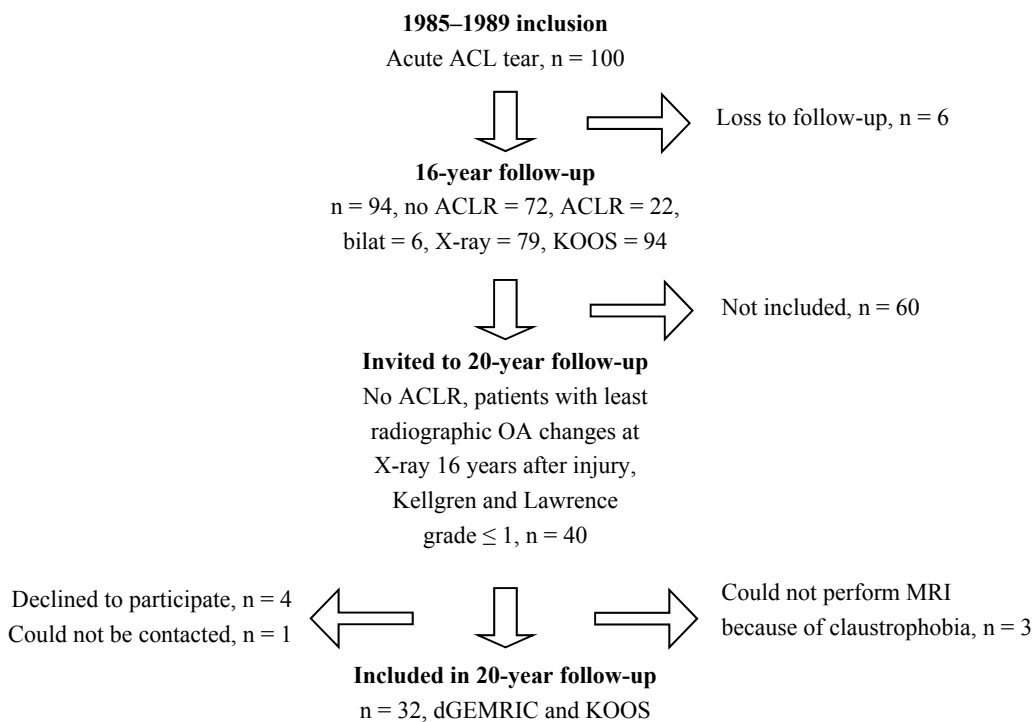 1985–1989 inclusion
Acute ACL tear, n = 100
Loss to follow-up, n = 6
16-year follow-up
n = 94, no ACLR = 72, ACLR = 22,
bilat = 6, X-ray = 79, KOOS = 94
Not included, n = 60
Invited to 20-year follow-up
No ACLR, patients with least
radiographic OA changes at
X-ray 16 years after injury,
Kellgren and Lawrence
grade ≤ 1, n = 40
Declined to participate, n = 4
Could not be contacted, n = 1
Could not perform MRI
because of claustrophobia, n = 3
Included in 20-year follow-up
n = 32, dGEMRIC and KOOS